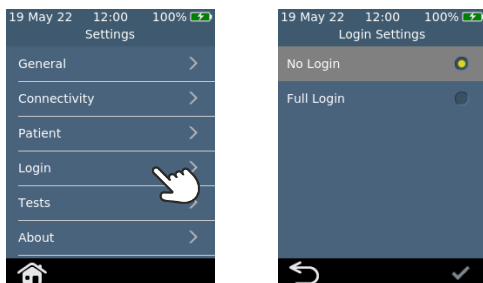 19 May 22 12:00 100%
Settings
General
Connectivity
Patient
Login
Tests
About
19 May 22 12:00 100%
Login Settings
No Login
Full Login